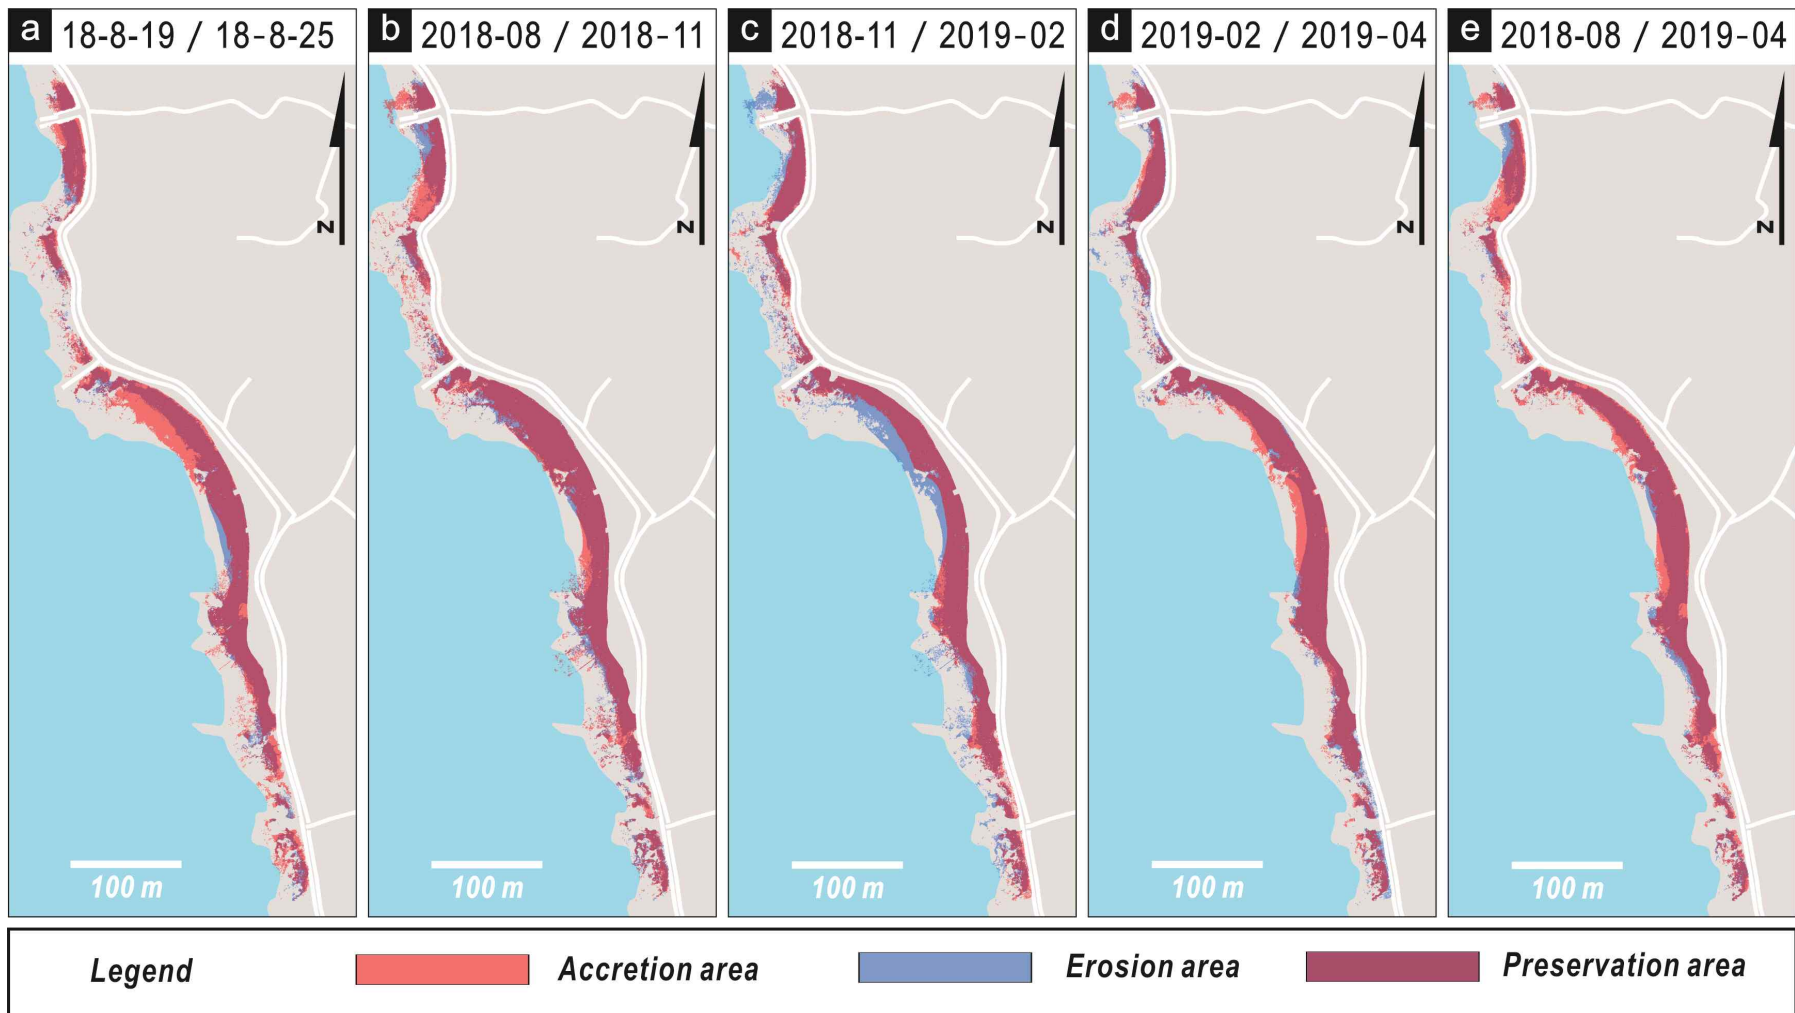 a 18-8-19 / 18-8-25
b 2018-08 / 2018-11
c 2018-11 / 2019-02
d 2019-02 / 2019-04
e 2018-08 / 2019-04
N
N
N
N
N
100 m
100 m
100 m
100 m
100 m
Legend
Accretion area
Erosion area
Preservation area